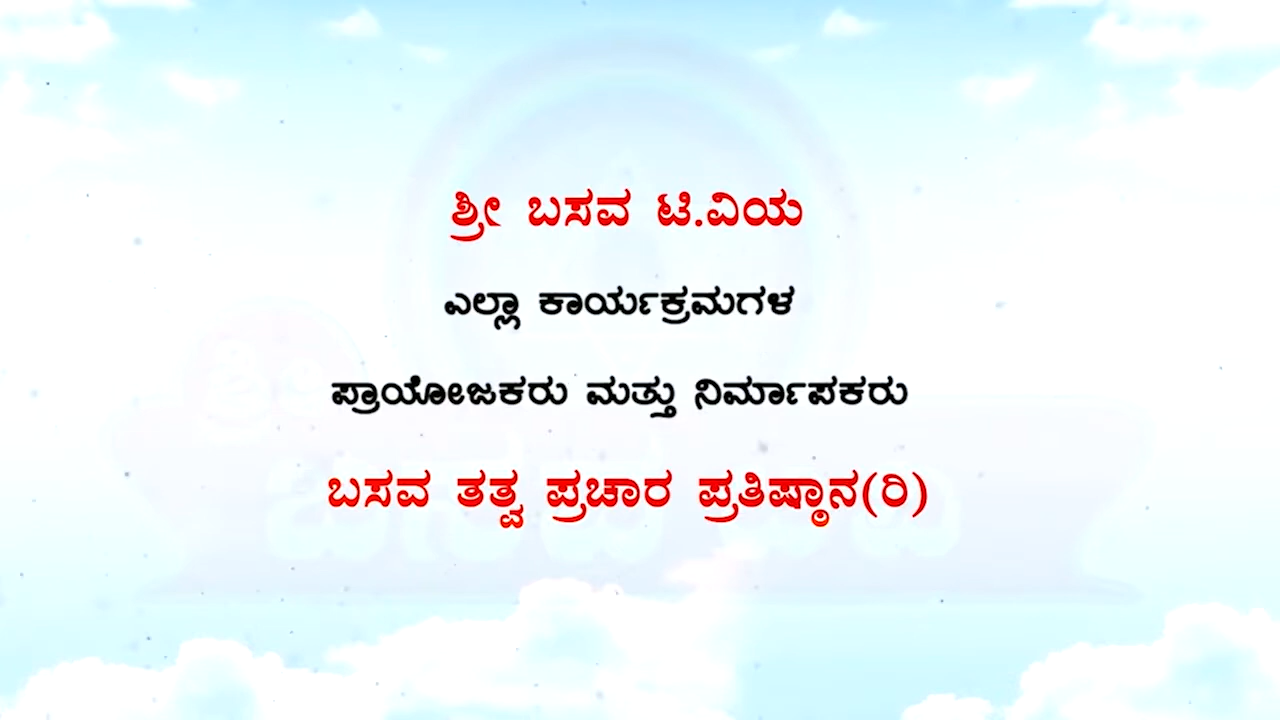 ಶ್ರೀ ಬಸವ ಟಿ.ವಿಯ
ಎಲ್ಲಾ ಕಾರ್ಯಕ್ರಮಗಳ
ಪ್ರಾಯೋಜಕರು ಮತ್ತು ನಿರ್ಮಾಪಕರು
ಬಸವ ತತ್ವ ಪ್ರಚಾರ ಪ್ರತಿಷ್ಠಾನ(ರಿ)